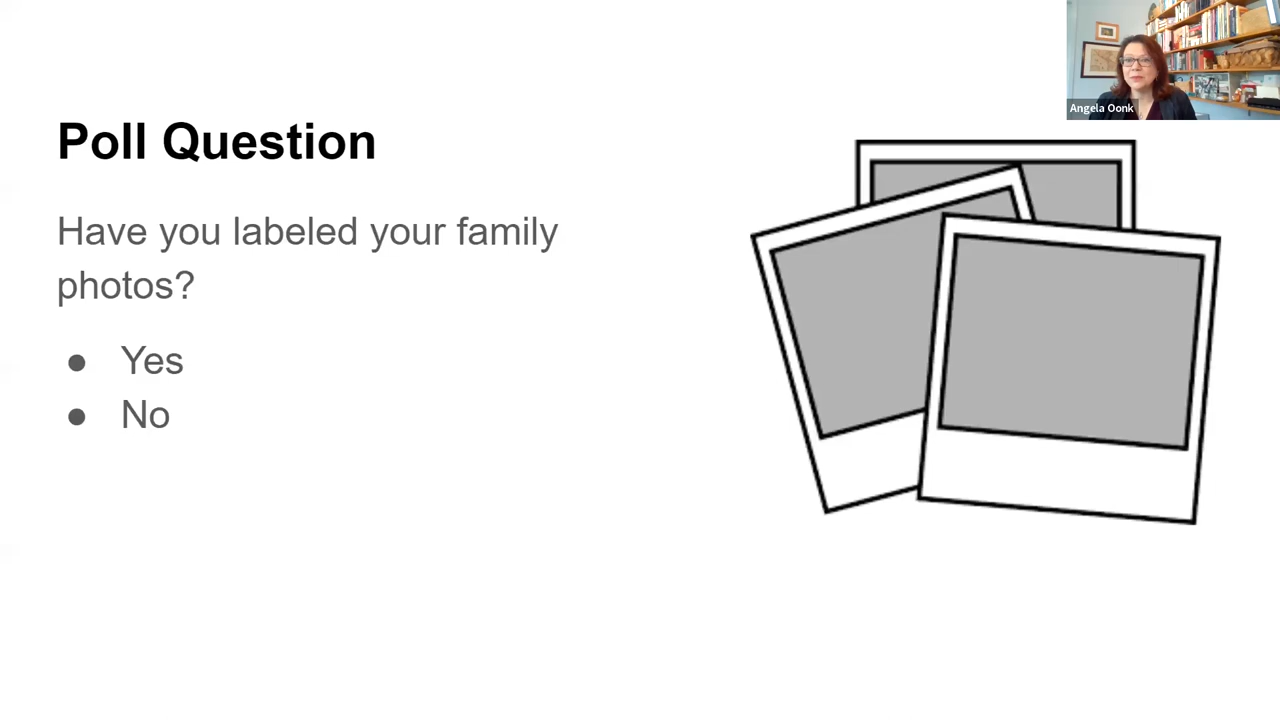 Angela Oonk
Poll Question
Have you labeled your family
photos?
● Yes
● No